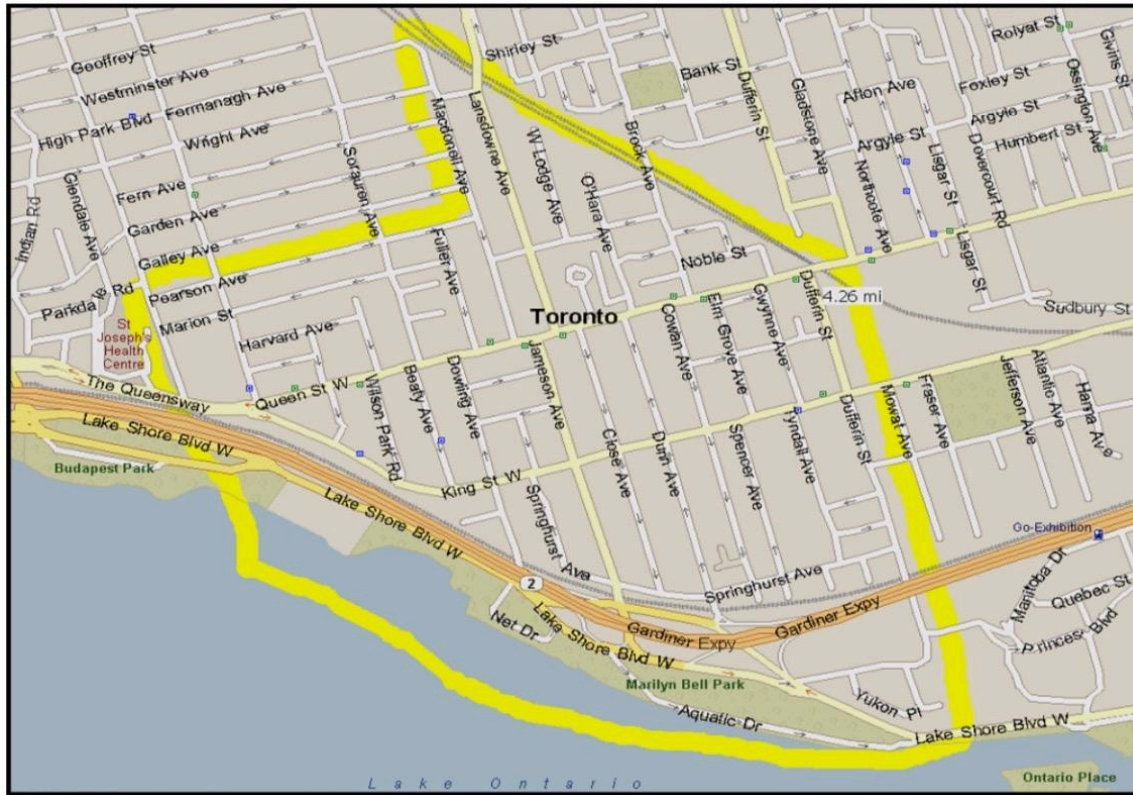 Geoffrey St
Westminster Ave
High Park Blvd
Fermanagh Ave
Wright Ave
Fern Ave
Garden Ave
Galley Ave
Pearson Ave
Marion St
Harvard Ave
Indian Rd
Glendale Ave
Parkdale Rd
St
Joseph's
Health
Centre
Sorauren Ave
Macdonell Ave
Lansdowne Ave
Fuller Ave
Shirley St
W Lodge Ave
O'Hara Ave
Brock Ave
Bank St
Dufferin St
Gladstone Ave
Afton Ave
Argyle St
Northcote Ave
Lisgar St
Lisgar St
Dovercourt Rd
Rolyat St
Foxley St
Argyle St
Humbert St
Ossington Ave
Givins St
Noble St
Toronto
4.26 mi
Sudbury St
Cowan Ave
Elm Grove Ave
Gwynne Ave
Dufferin St
Jameson Ave
Dowling Ave
Beaty Ave
Wilson Park Rd
Queen St W
The Queensway
Lake Shore Blvd W
Budapest Park
King St W
Lake Shore Blvd W
Springhurst Ave
Close Ave
Dunn Ave
Spencer Ave
Tyndall Ave
Dufferin St
Mowat Ave
Fraser Ave
Jefferson Ave
Atlantic Ave
Hanna Ave
Go-Exhibition
Manitoba Dr
Quebec St
Princes Blvd
Springhurst Ave
2
Net Dr
Lake Shore Blvd W
Gardiner Expy
Gardiner Expy
Marilyn Bell Park
Aquatic Dr
Yukon Pl
Lake Shore Blvd W
Lake Ontario
Ontario Place